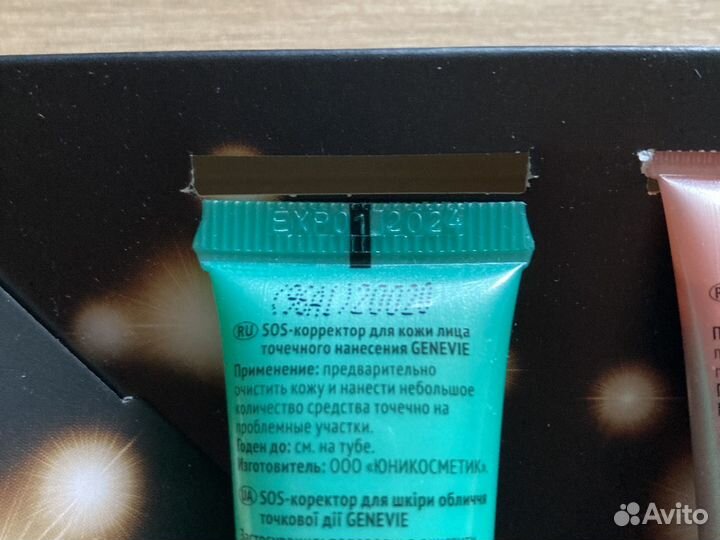 EXP01 2024
RU SOS-корректор для кожи лица
точечного нанесения GENEVIE
Применение: предварительно
очистить кожу и нанести небольшое
количество средства точечно на
проблемные участки.
Годен до: см. на тубе.
Изготовитель: ООО «ЮНИКОСМЕТИК».
UA SOS-коректор для шкіри обличчя
точкової дії GENEVIE
Avito